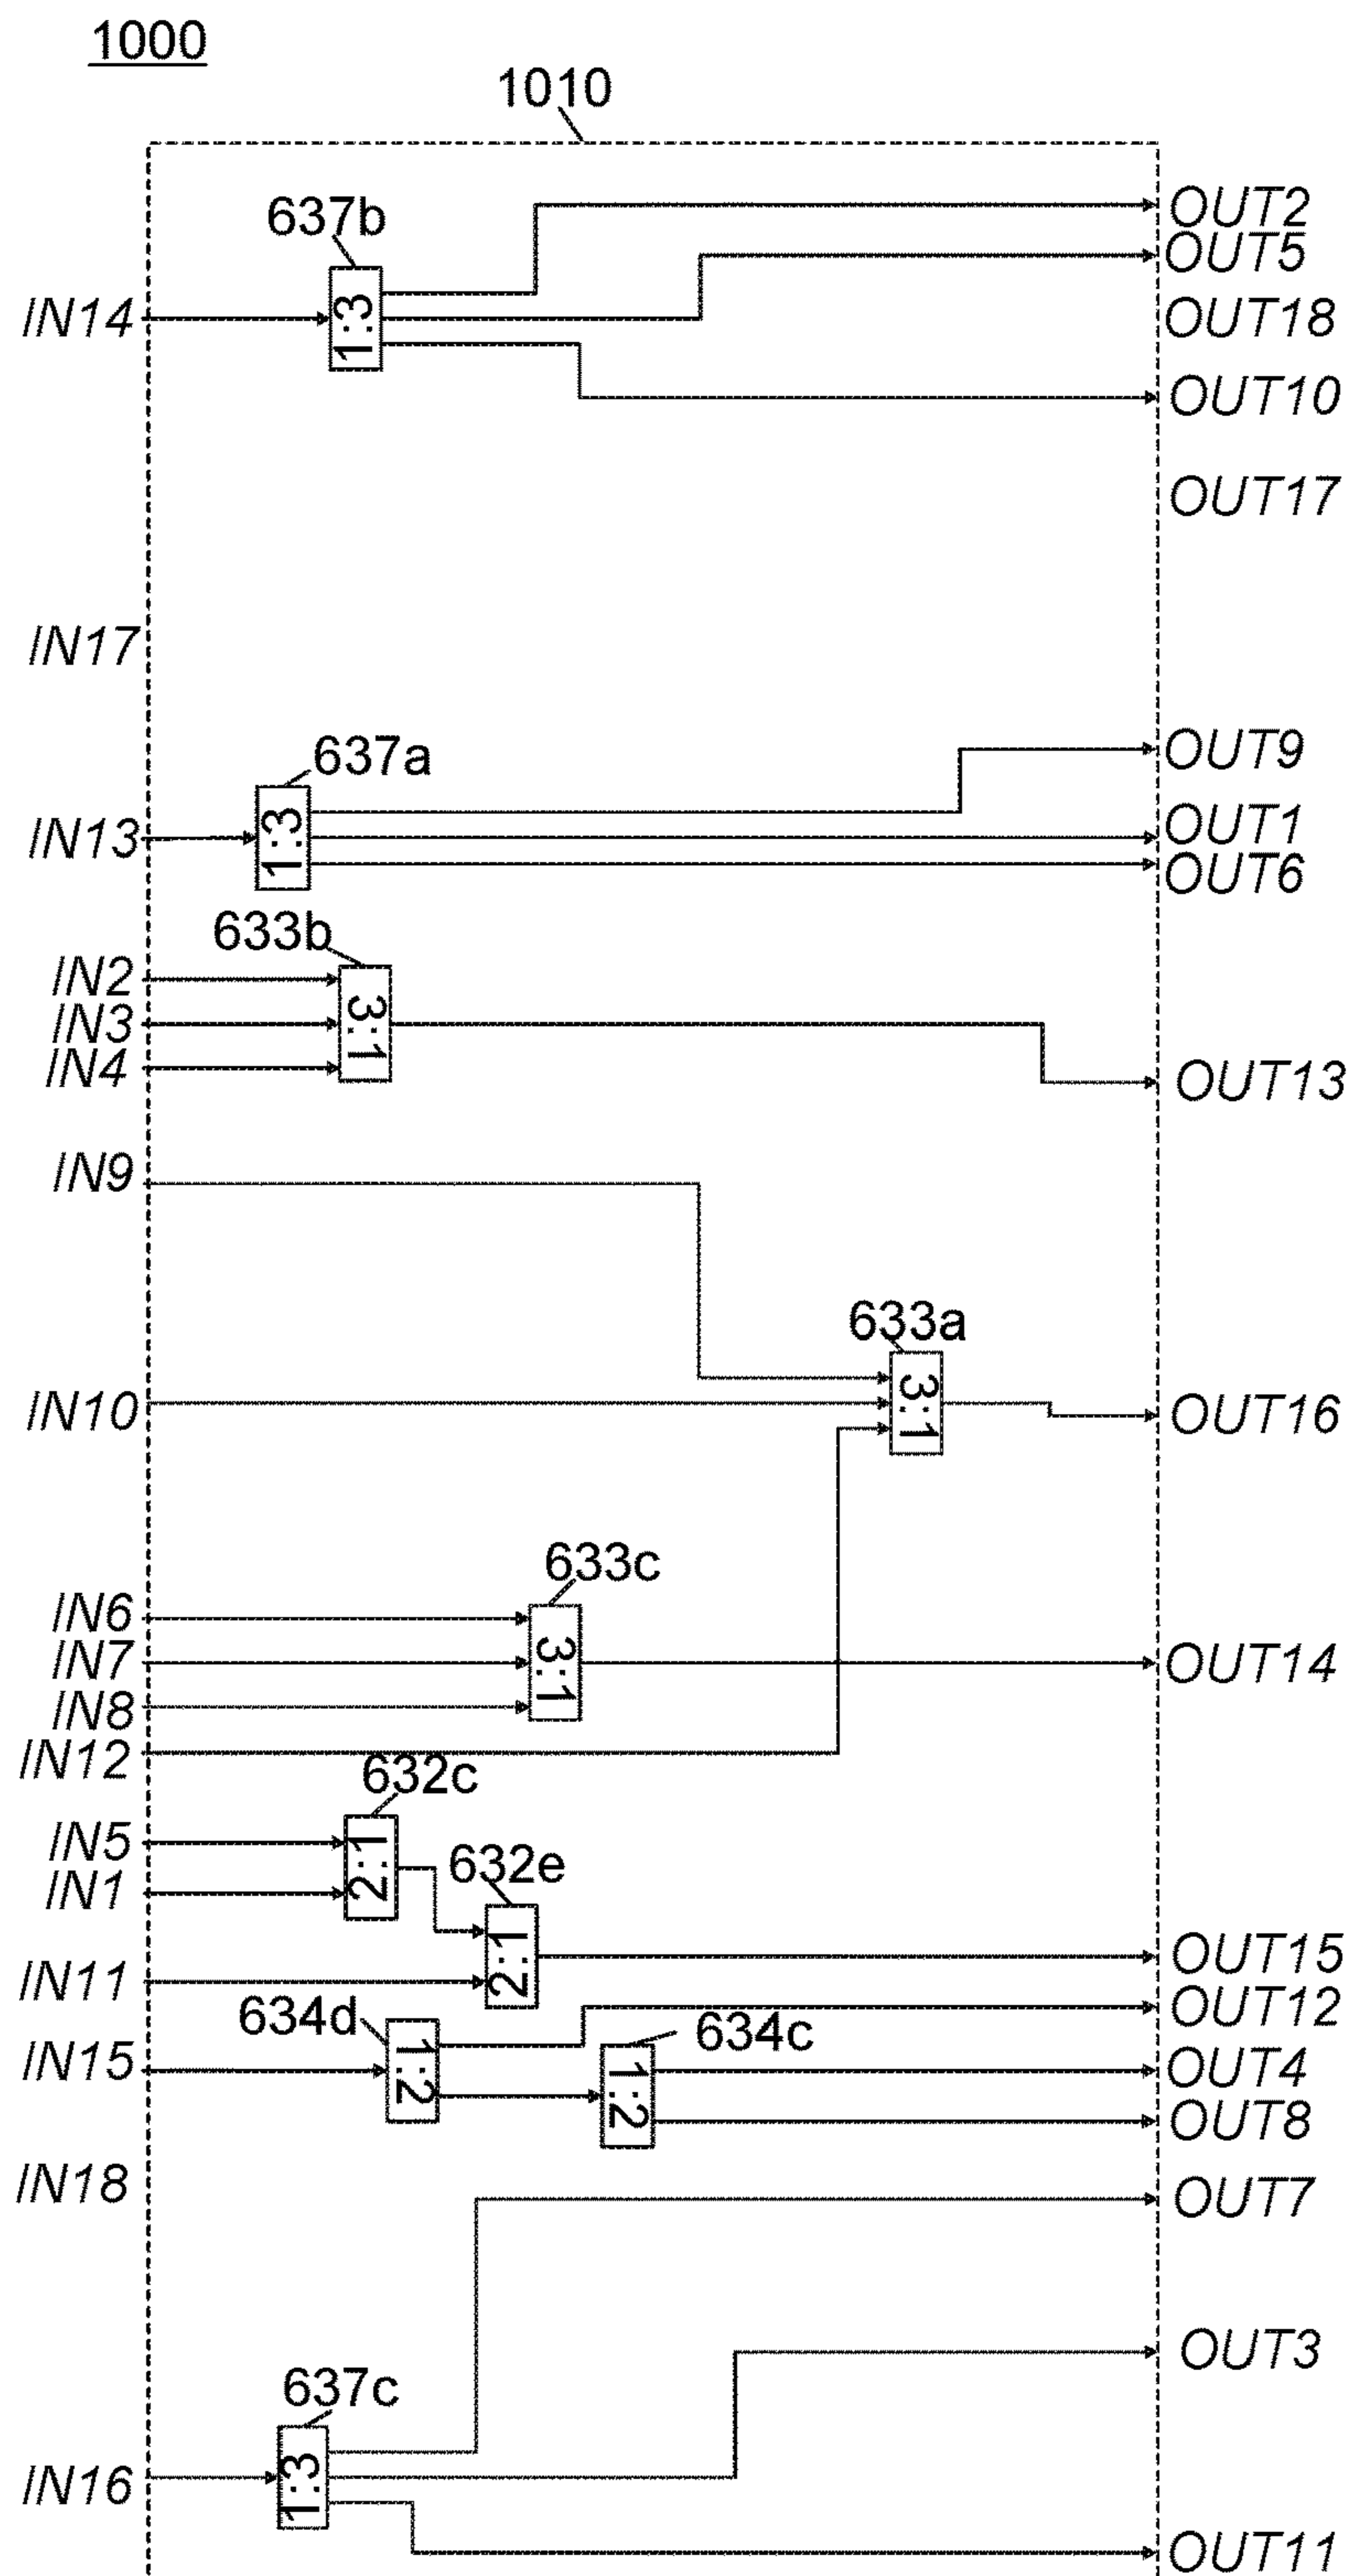 1000
1010
637b
OUT2
OUT5
IN14
1:3
OUT18
OUT10
OUT17
IN17
OUT9
637a
IN13
1:3
OUT1
OUT6
633b
IN2
IN3
3:1
IN4
OUT13
IN9
633a
IN10
3:1
OUT16
633c
IN6
IN7
3:1
OUT14
IN8
IN12
632c
IN5
2:1
IN1
632e
2:1
OUT15
IN11
OUT12
634d
634c
IN15
1:2
1:2
OUT4
OUT8
IN18
OUT7
OUT3
637c
IN16
1:3
OUT11